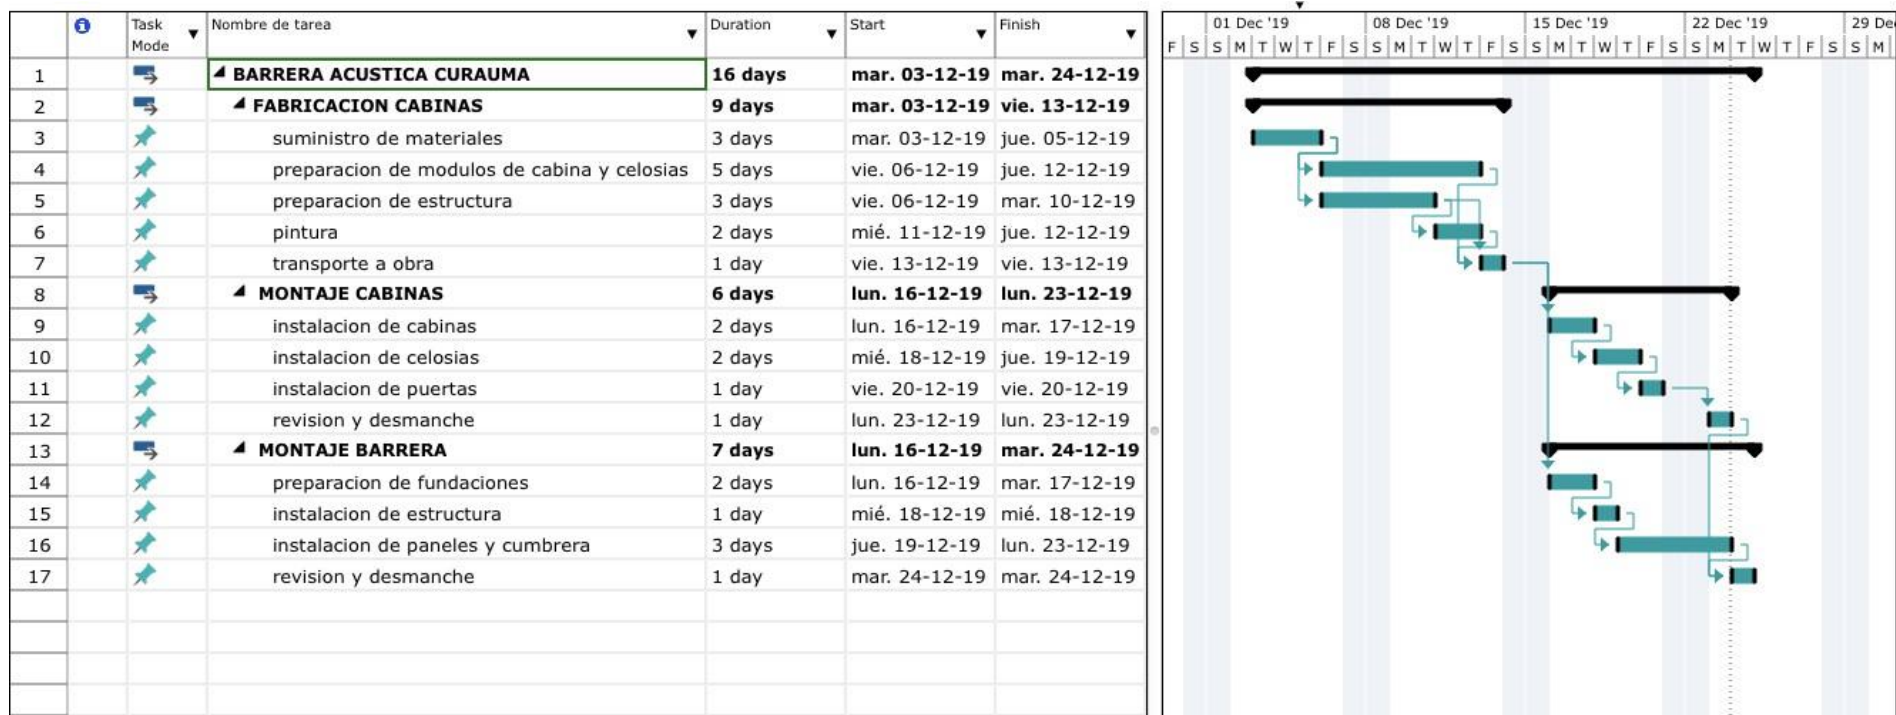 Task Mode Nombre de tarea Duration Start Finish
1 BARRERA ACUSTICA CURAUMA 16 days mar. 03-12-19 mar. 24-12-19
2 FABRICACION CABINAS 9 days mar. 03-12-19 vie. 13-12-19
3 suministro de materiales 3 days mar. 03-12-19 jue. 05-12-19
4 preparacion de modulos de cabina y celosias 5 days vie. 06-12-19 jue. 12-12-19
5 preparacion de estructura 3 days vie. 06-12-19 mar. 10-12-19
6 pintura 2 days mié. 11-12-19 jue. 12-12-19
7 transporte a obra 1 day vie. 13-12-19 vie. 13-12-19
8 MONTAJE CABINAS 6 days lun. 16-12-19 lun. 23-12-19
9 instalacion de cabinas 2 days lun. 16-12-19 mar. 17-12-19
10 instalacion de celosias 2 days mié. 18-12-19 jue. 19-12-19
11 instalacion de puertas 1 day vie. 20-12-19 vie. 20-12-19
12 revision y desmanche 1 day lun. 23-12-19 lun. 23-12-19
13 MONTAJE BARRERA 7 days lun. 16-12-19 mar. 24-12-19
14 preparacion de fundaciones 2 days lun. 16-12-19 mar. 17-12-19
15 instalacion de estructura 1 day mié. 18-12-19 mié. 18-12-19
16 instalacion de paneles y cumbrera 3 days jue. 19-12-19 lun. 23-12-19
17 revision y desmanche 1 day mar. 24-12-19 mar. 24-12-19
01 Dec '19 08 Dec '19 15 Dec '19 22 Dec '19 29 De
F S S M T W T F S S M T W T F S S M T W T F S S M T W T F S S M